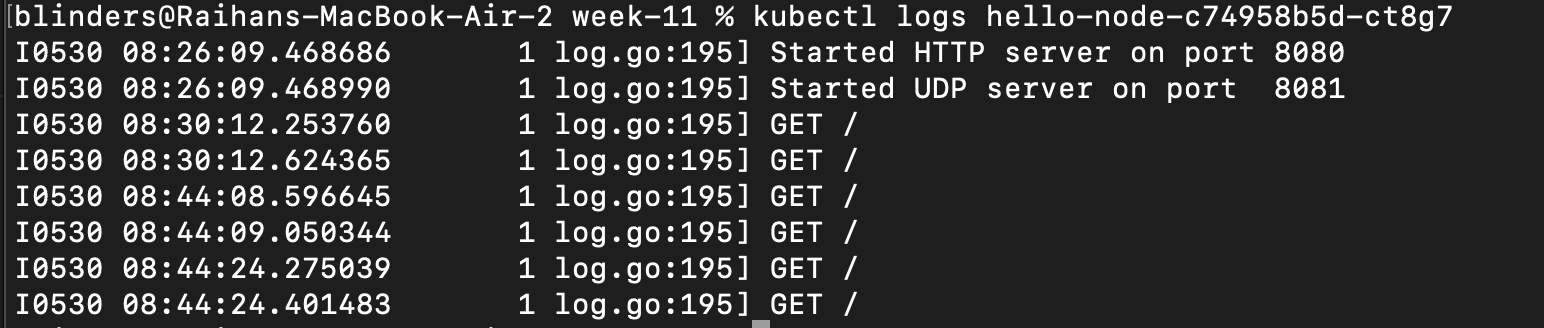 [blinders@Raihans-MacBook-Air-2 week-11 % kubectl logs hello-node-c74958b5d-ct8g7
I0530 08:26:09.468686       1 log.go:195] Started HTTP server on port 8080
I0530 08:26:09.468990       1 log.go:195] Started UDP server on port  8081
I0530 08:30:12.253760       1 log.go:195] GET /
I0530 08:30:12.624365       1 log.go:195] GET /
I0530 08:44:08.596645       1 log.go:195] GET /
I0530 08:44:09.050344       1 log.go:195] GET /
I0530 08:44:24.275039       1 log.go:195] GET /
I0530 08:44:24.401483       1 log.go:195] GET /